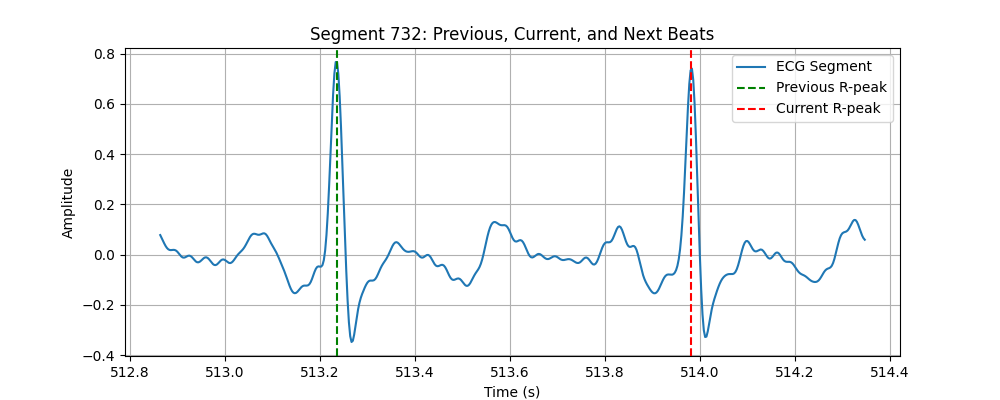 Segment 732: Previous, Current, and Next Beats
ECG Segment
Previous R-peak
Current R-peak
0.8
0.6
0.4
0.2
0.0
−0.2
−0.4
Amplitude
512.8 513.0 513.2 513.4 513.6 513.8 514.0 514.2 514.4
Time (s)